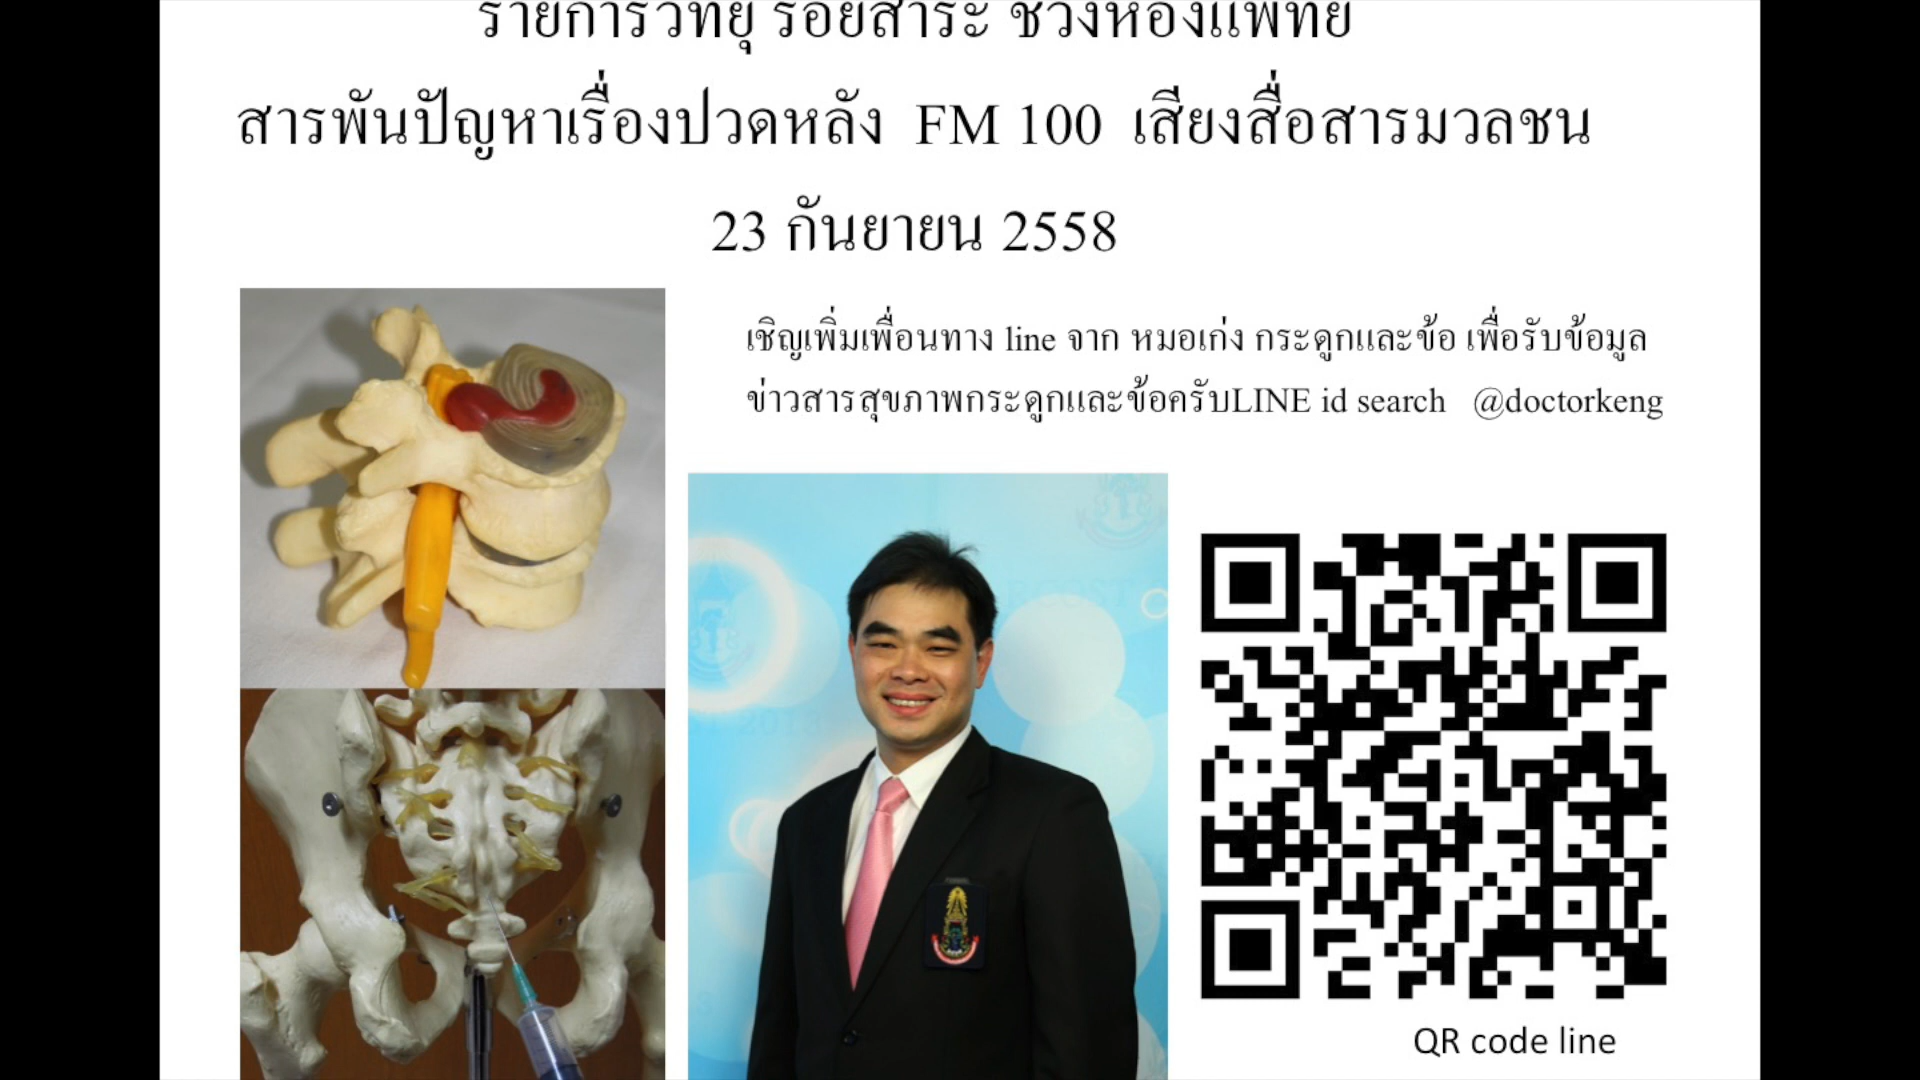 รายการวิทยุ ร้อยสาระ ช่วงห้องแพทย์
สารพันปัญหาเรื่องปวดหลัง FM 100 เสียงสื่อสารมวลชน
23 กันยายน 2558
เชิญเพิ่มเพื่อนทาง line จาก หมอเก่ง กระดูกและข้อ เพื่อรับข้อมูล
ข่าวสารสุขภาพกระดูกและข้อครับLINE id search @doctorkeng
QR code line